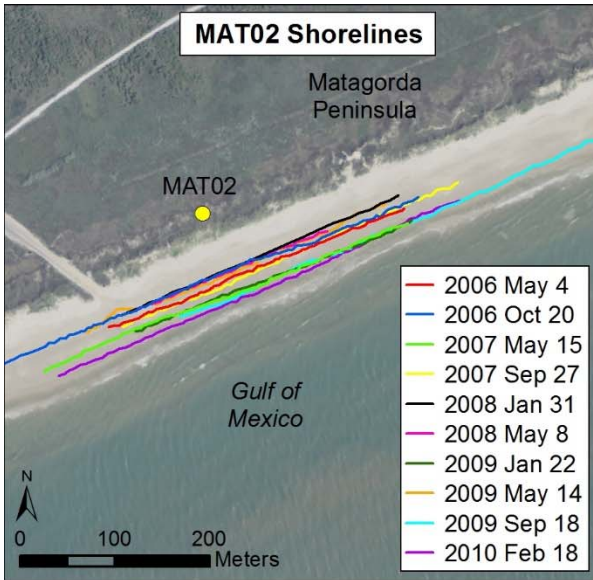 MAT02 Shorelines
Matagorda
Peninsula
MAT02
2006 May 4
2006 Oct 20
2007 May 15
2007 Sep 27
2008 Jan 31
2008 May 8
2009 Jan 22
2009 May 14
2009 Sep 18
2010 Feb 18
Gulf of
Mexico
N
0 100 200
Meters